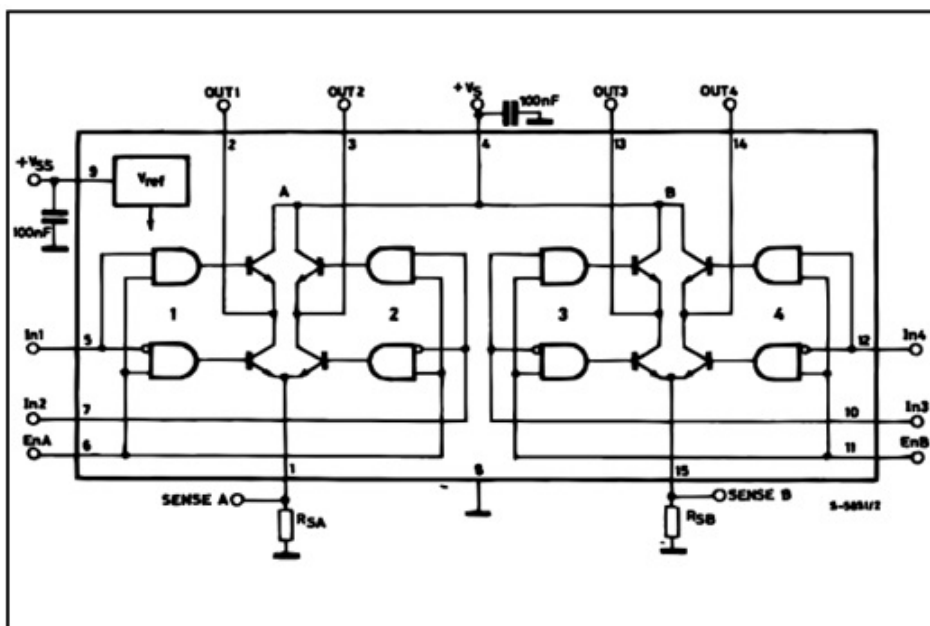 OUT1 OUT2 +VS 100nF OUT3 OUT4
2 3 4 13 14
+VSS 9 Vref A B
100nF
1 2 3 4
In1 5 12 In4
In2 7 10 In3
EnA 6 11 EnB
1 8 15
SENSE A SENSE B S-5851/2
RSA RSB